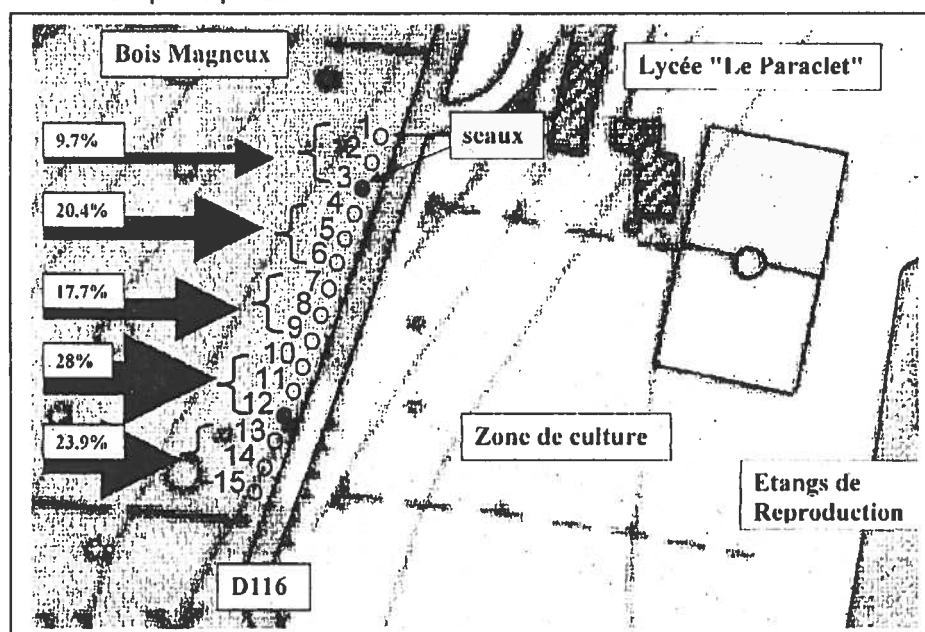 Bois Magneux
Lycée "Le Paraclet"
seaux
9.7%
20.4%
17.7%
28%
23.9%
1
2
3
4
5
6
7
8
9
10
11
12
13
14
15
Zone de culture
Etangs de
Reproduction
D116